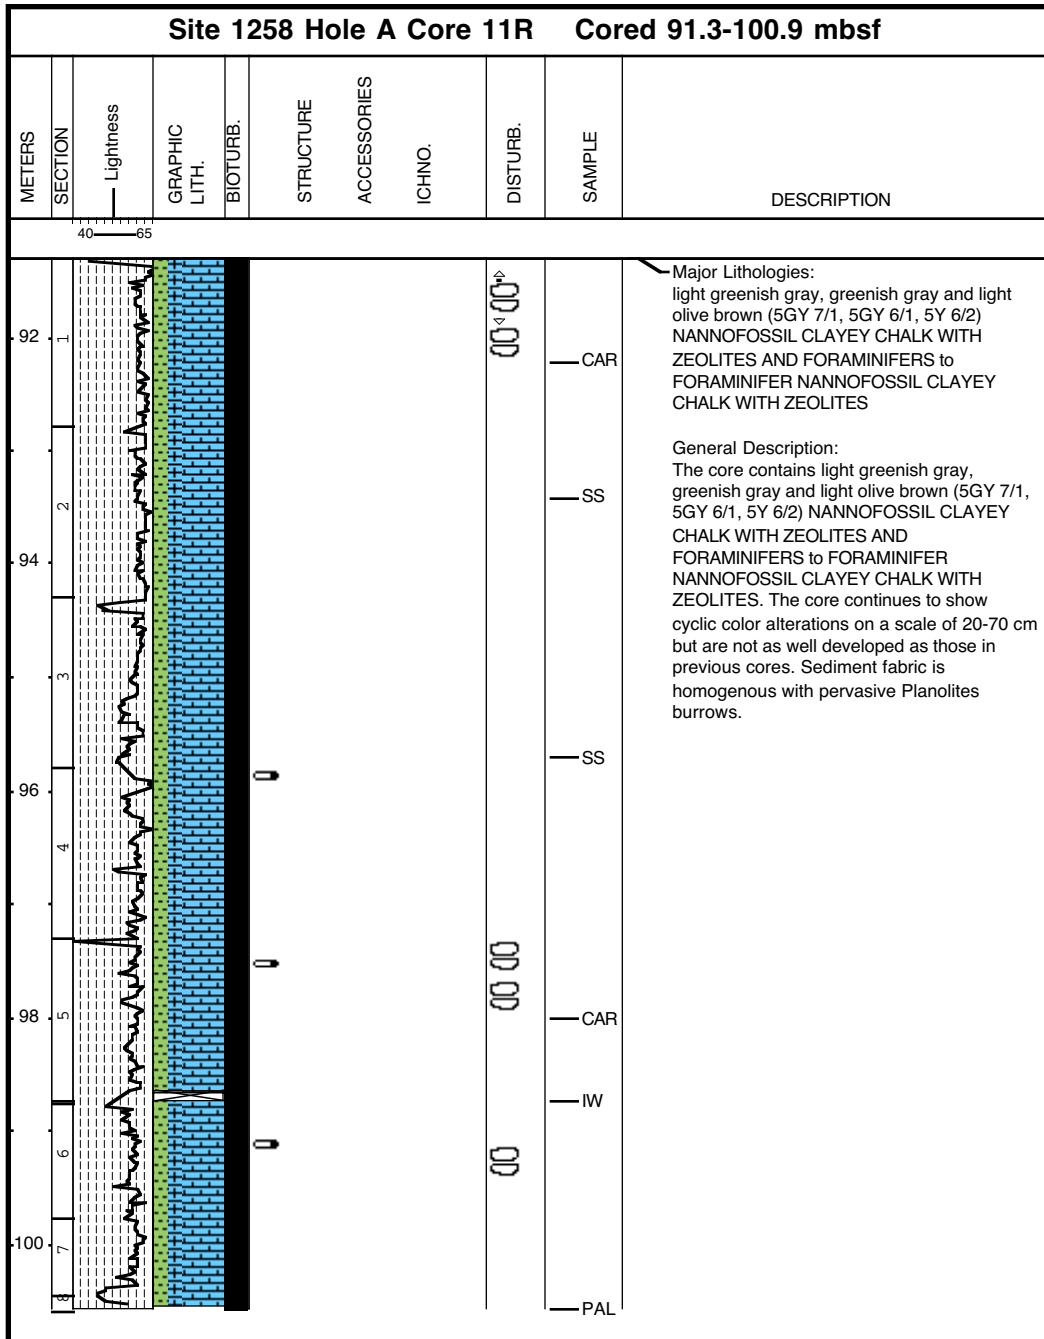 Site 1258 Hole A Core 11R Cored 91.3-100.9 mbsf
METERS
SECTION
Lightness
GRAPHIC
LITH.
BIOTURB.
STRUCTURE
ACCESSORIES
ICHNO.
DISTURB.
SAMPLE
DESCRIPTION
40 65
Major Lithologies:
light greenish gray, greenish gray and light
olive brown (5GY 7/1, 5GY 6/1, 5Y 6/2)
NANNOFOSSIL CLAYEY CHALK WITH
ZEOLITES AND FORAMINIFERS to
FORAMINIFER NANNOFOSSIL CLAYEY
CHALK WITH ZEOLITES
General Description:
The core contains light greenish gray,
greenish gray and light olive brown (5GY 7/1,
5GY 6/1, 5Y 6/2) NANNOFOSSIL CLAYEY
CHALK WITH ZEOLITES AND
FORAMINIFERS to FORAMINIFER
NANNOFOSSIL CLAYEY CHALK WITH
ZEOLITES. The core continues to show
cyclic color alterations on a scale of 20-70 cm
but are not as well developed as those in
previous cores. Sediment fabric is
homogenous with pervasive Planolites
burrows.
92
94
96
98
100
1
2
3
4
5
6
7
8
CAR
SS
SS
CAR
IW
PAL